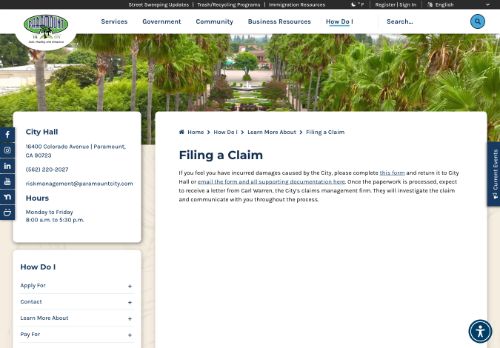 Street Sweeping Updates | Trash/Recycling Programs | Immigration Resources
°F | Register | Sign In
English
PARAMOUNT
Services Government Community Business Resources How Do I
Search...
City Hall
16400 Colorado Avenue | Paramount,
CA 90723
(562) 220-2027
riskmanagement@paramountcity.com
Hours
Monday to Friday
8:00 a.m. to 5:30 p.m.
How Do I
Apply For +
Contact +
Learn More About +
Pay For +
Home > How Do I > Learn More About > Filing a Claim
Filing a Claim
If you feel you have incurred damages caused by the City, please complete this form and return it to City
Hall or email the form and all supporting documentation here. Once the paperwork is processed, expect
to receive a letter from Carl Warren, the City's claims management firm. They will investigate the claim
and communicate with you throughout the process.
Current Events